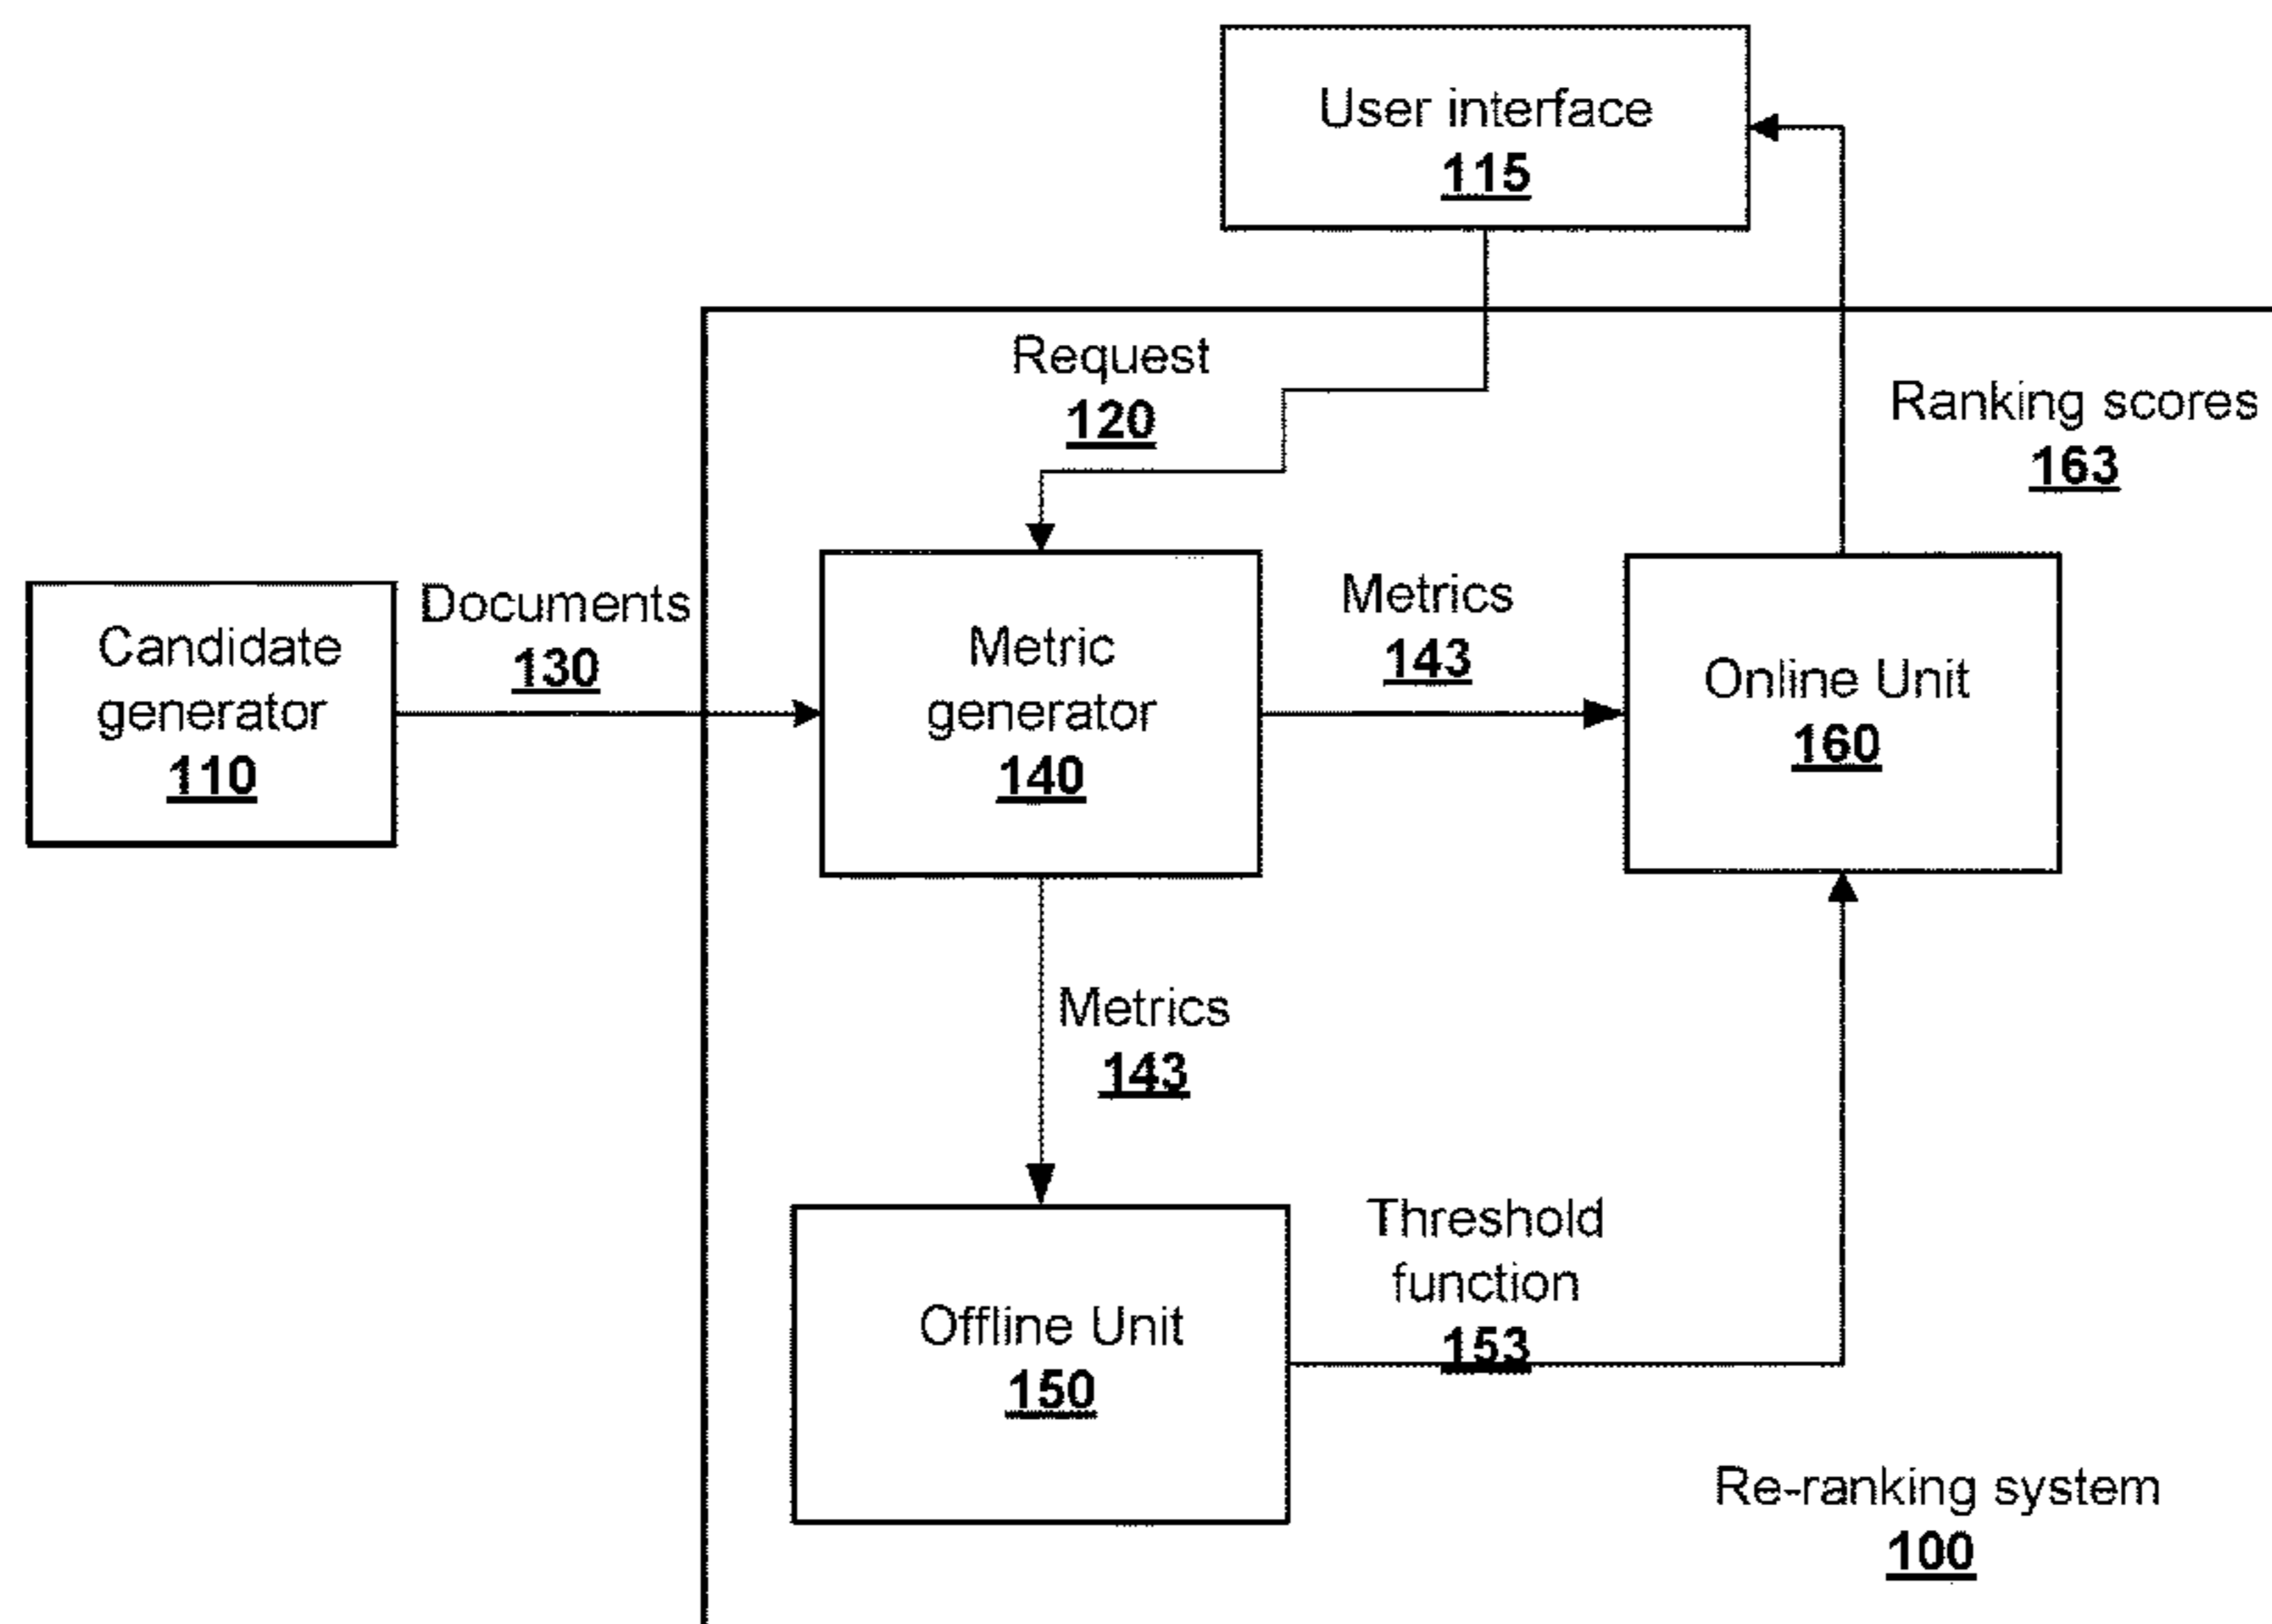 User interface
115
Request
120
Ranking scores
163
Candidate
generator
110
Documents
130
Metric
generator
140
Metrics
143
Online Unit
160
Metrics
143
Offline Unit
150
Threshold
function
153
Re-ranking system
100